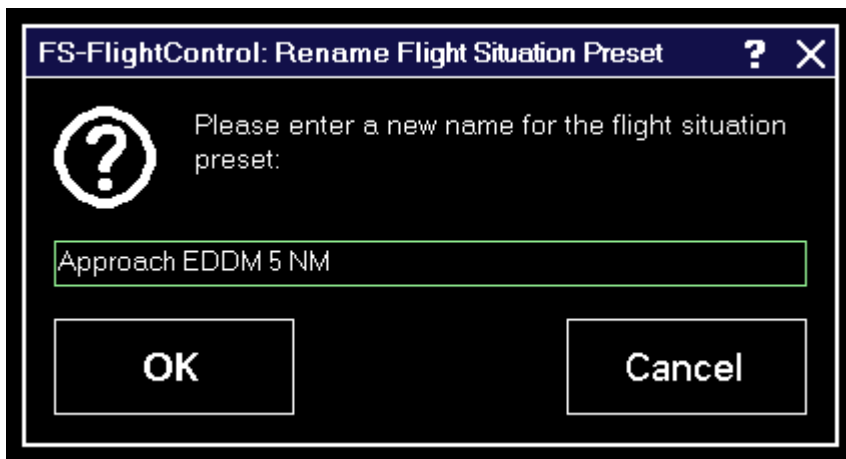 FS-FlightControl: Rename Flight Situation Preset ? X
Please enter a new name for the flight situation
preset:
Approach EDDM 5 NM
OK Cancel